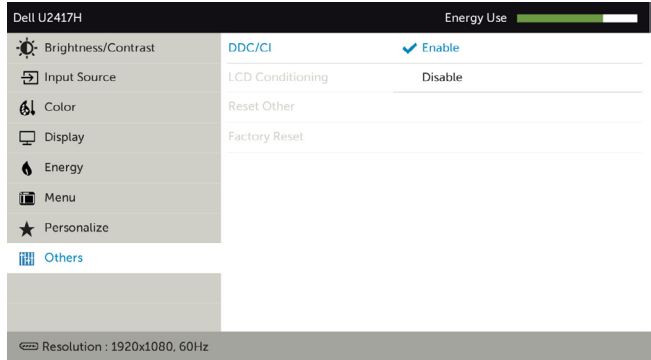 Dell U2417H Energy Use
Brightness/Contrast DDC/CI Enable
Input Source LCD Conditioning Disable
Color Reset Other
Display Factory Reset
Energy
Menu
Personalize
Others
Resolution : 1920x1080, 60Hz